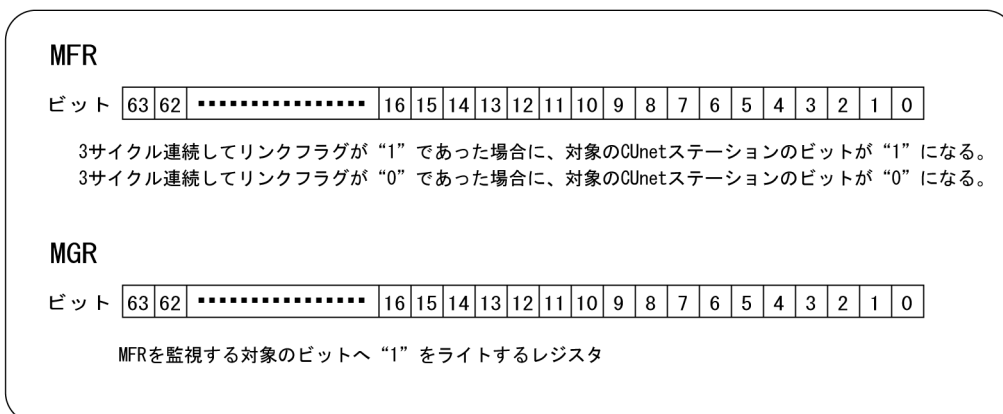 MFR
ビット 63 62 ▪▪▪▪▪▪▪▪▪▪▪▪▪▪▪▪ 16 15 14 13 12 11 10 9 8 7 6 5 4 3 2 1 0
3サイクル連続してリンクフラグが“1”であった場合に、対象のCUnetステーションのビットが“1”になる。
3サイクル連続してリンクフラグが“0”であった場合に、対象のCUnetステーションのビットが“0”になる。
MGR
ビット 63 62 ▪▪▪▪▪▪▪▪▪▪▪▪▪▪▪▪ 16 15 14 13 12 11 10 9 8 7 6 5 4 3 2 1 0
MFRを監視する対象のビットへ“1”をライトするレジスタ